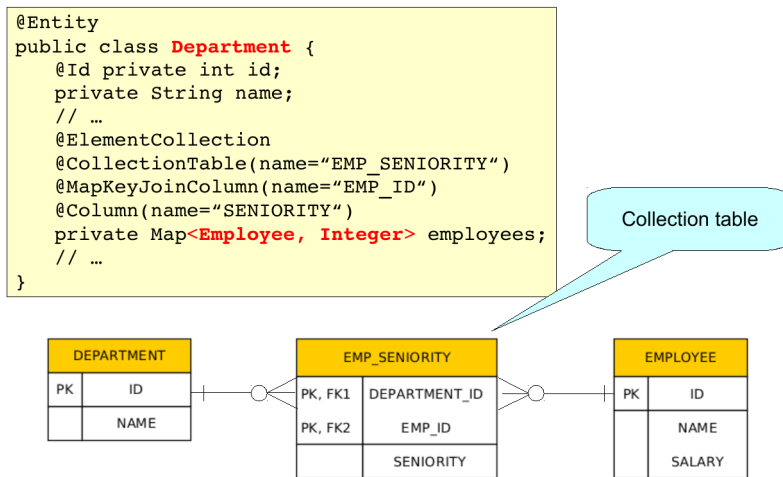 @Entity
public class Department {
@Id private int id;
private String name;
// …
@ElementCollection
@CollectionTable(name=“EMP_SENIORITY“)
@MapKeyJoinColumn(name=“EMP_ID“)
@Column(name=“SENIORITY“)
private Map<Employee, Integer> employees;
// …
}
Collection table
DEPARTMENT
PK ID
NAME
EMP_SENIORITY
PK, FK1 DEPARTMENT_ID
PK, FK2 EMP_ID
SENIORITY
EMPLOYEE
PK ID
NAME
SALARY